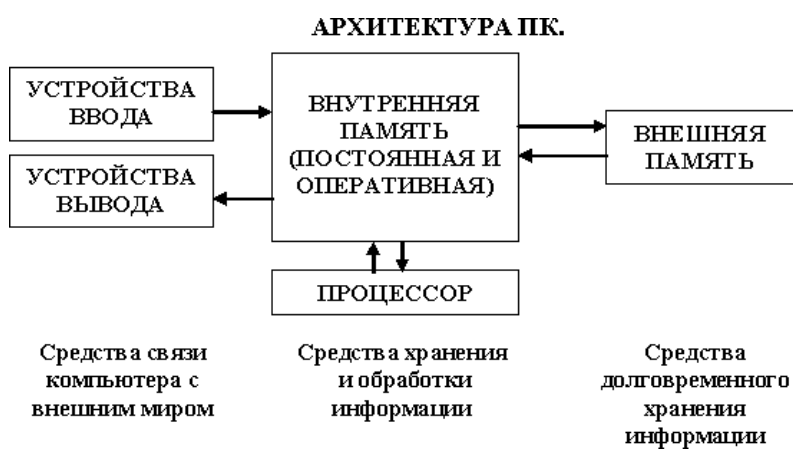 АРХИТЕКТУРА ПК.
УСТРОЙСТВА
ВВОДА
УСТРОЙСТВА
ВЫВОДА
ВНУТРЕННЯЯ
ПАМЯТЬ
(ПОСТОЯННАЯ И
ОПЕРАТИВНАЯ)
ВНЕШНЯЯ
ПАМЯТЬ
ПРОЦЕССОР
Средства связи
компьютера с
внешним миром
Средства хранения
и обработки
информации
Средства
долговременного
хранения
информации